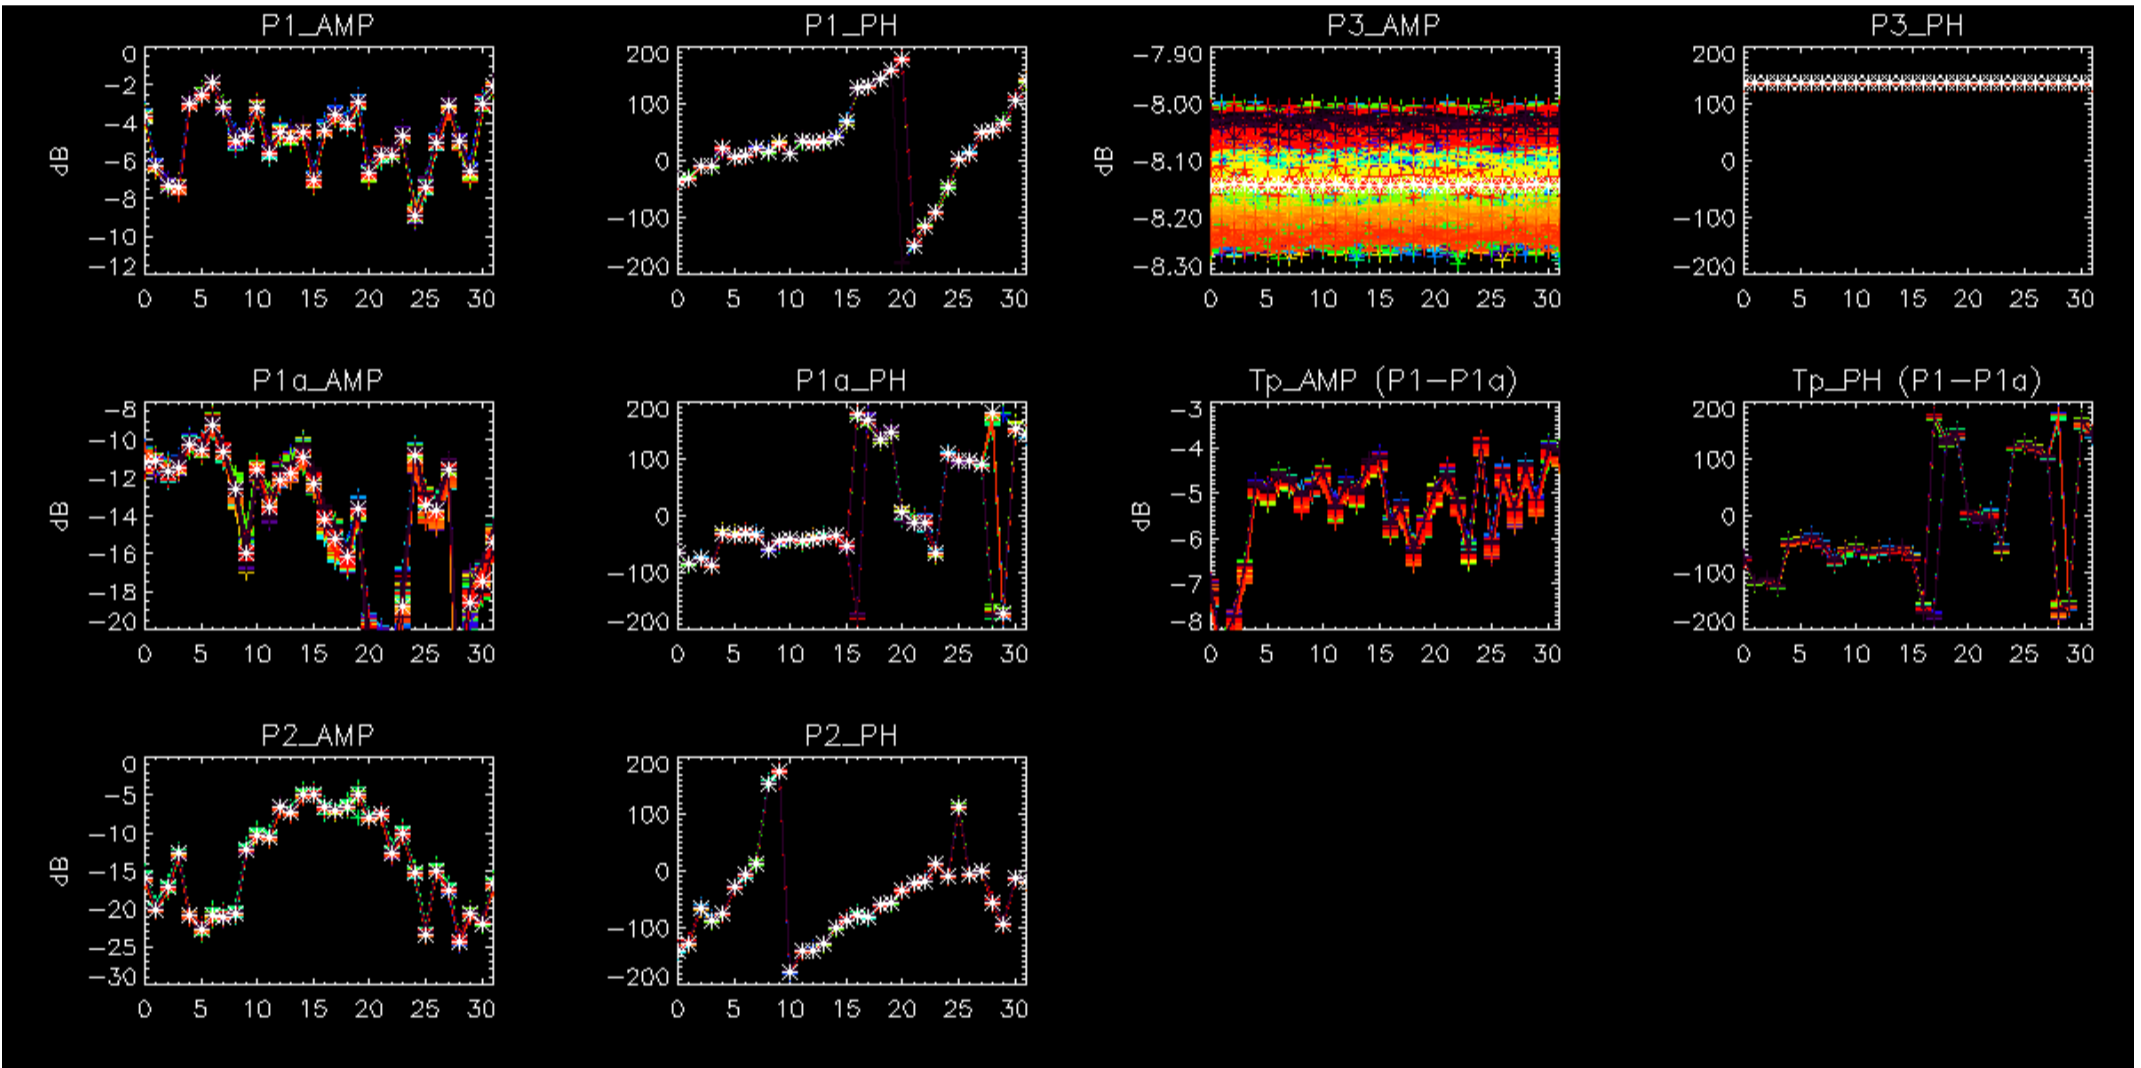 P1_AMP
0
−2
−4
−6
−8
−10
−12
dB
0 5 10 15 20 25 30
P1_PH
200
100
0
−100
−200
0 5 10 15 20 25 30
P3_AMP
−7.90
−8.00
−8.10
−8.20
−8.30
dB
0 5 10 15 20 25 30
P3_PH
200
100
0
−100
−200
0 5 10 15 20 25 30
P1a_AMP
−8
−10
−12
−14
−16
−18
−20
dB
0 5 10 15 20 25 30
P1a_PH
200
100
0
−100
−200
0 5 10 15 20 25 30
Tp_AMP (P1−P1a)
−3
−4
−5
−6
−7
−8
dB
0 5 10 15 20 25 30
Tp_PH (P1−P1a)
200
100
0
−100
−200
0 5 10 15 20 25 30
P2_AMP
0
−5
−10
−15
−20
−25
−30
dB
0 5 10 15 20 25 30
P2_PH
200
100
0
−100
−200
0 5 10 15 20 25 30